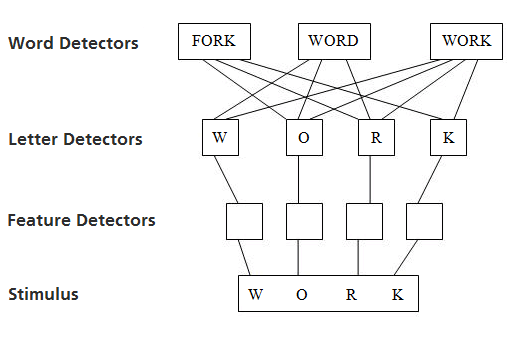 Word Detectors FORK WORD WORK
Letter Detectors W O R K
Feature Detectors
Stimulus W O R K